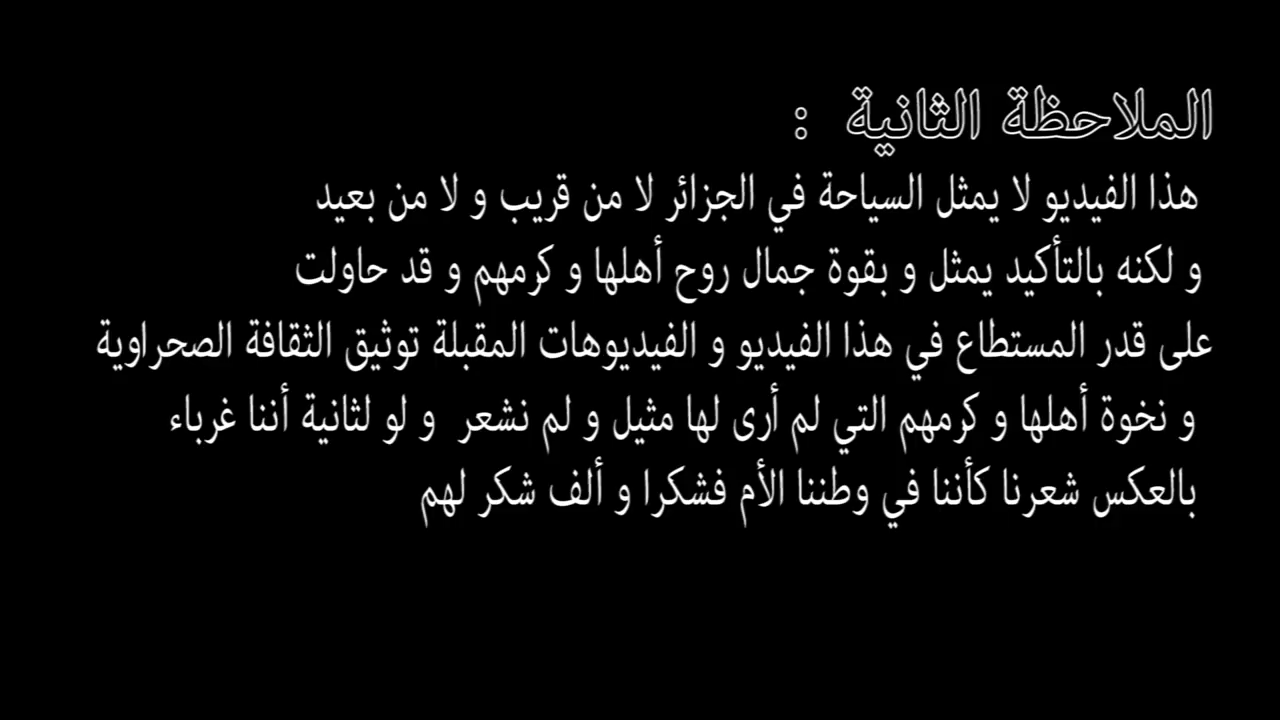 الملاحظة الثانية :
هذا الفيديو لا يمثل السياحة في الجزائر لا من قريب و لا من بعيد
و لكنه بالتأكيد يمثل و بقوة جمال روح أهلها و كرمهم و قد حاولت
على قدر المستطاع في هذا الفيديو و الفيديوهات المقبلة توثيق الثقافة الصحراوية
و نخوة أهلها و كرمهم التي لم أرى لها مثيل و لم نشعر و لو لثانية أننا غرباء
بالعكس شعرنا كأننا في وطننا الأم فشكرا و ألف شكر لهم